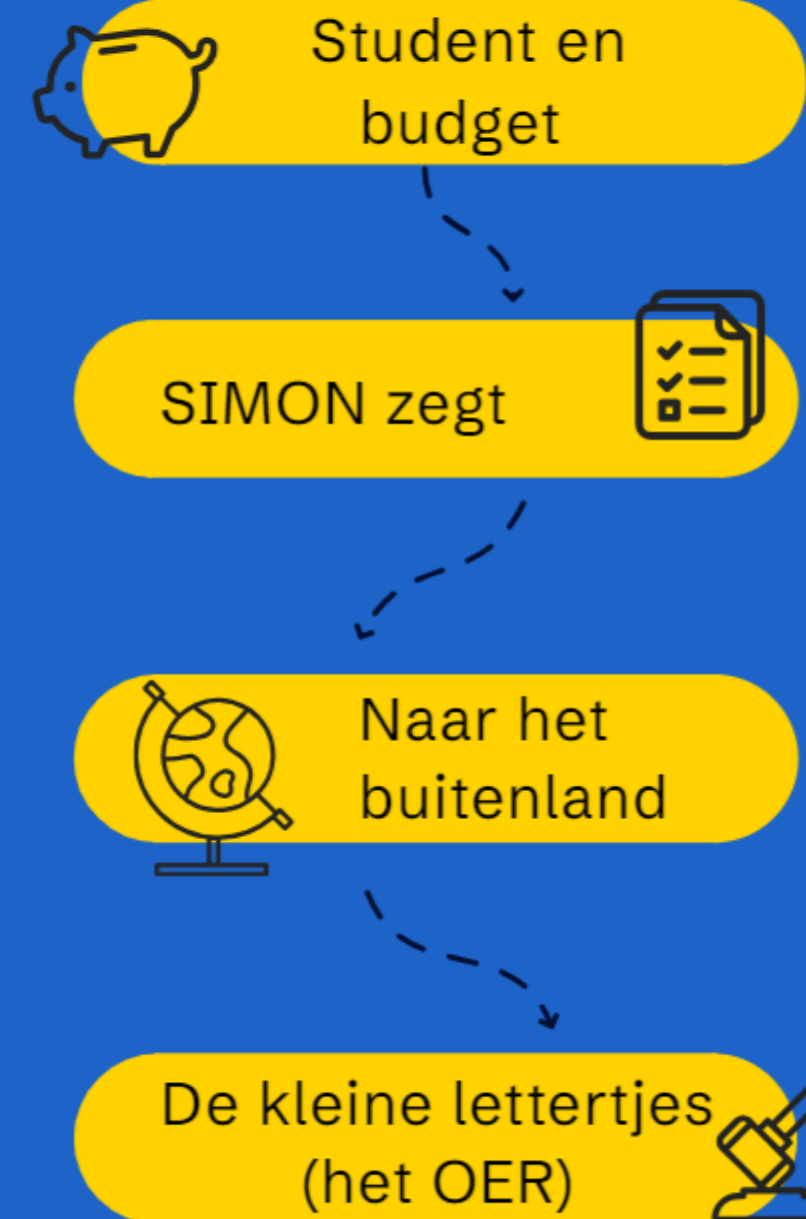 Student en
budget
SIMON zegt
Naar het
buitenland
De kleine lettertjes
(het OER)